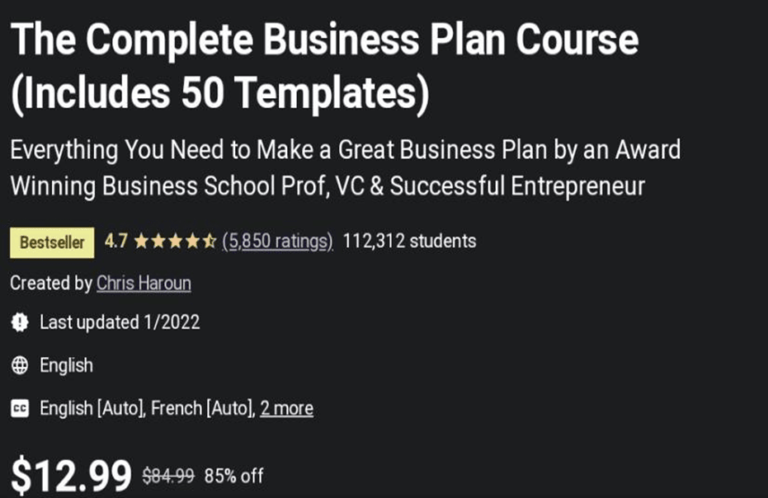 The Complete Business Plan Course
(Includes 50 Templates)
Everything You Need to Make a Great Business Plan by an Award
Winning Business School Prof, VC & Successful Entrepreneur
Bestseller 4.7 (5,850 ratings) 112,312 students
Created by Chris Haroun
Last updated 1/2022
English
CC English [Auto], French [Auto], 2 more
$12.99 $84.99 85% off